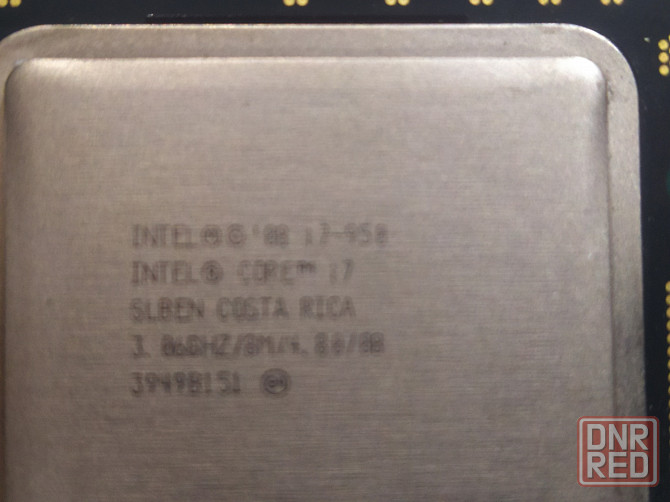 INTEL® ©'08 i7-950
INTEL® CORE™ i7
SLBEN COSTA RICA
3.06GHZ/8M/4.80/08
3949B151 ⓔ4
DNR
RED